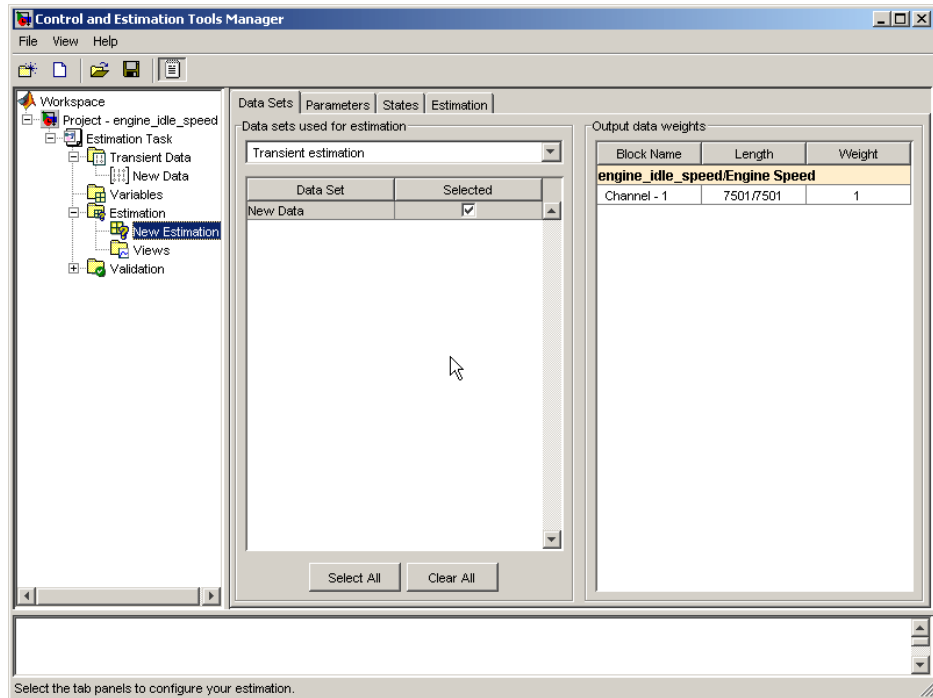 Control and Estimation Tools Manager
File View Help
Workspace
Project - engine_idle_speed
Estimation Task
Transient Data
New Data
Variables
Estimation
New Estimation
Views
Validation
Data Sets Parameters States Estimation
Data sets used for estimation
Transient estimation
Data Set Selected
New Data
Select All Clear All
Output data weights
Block Name Length Weight
engine_idle_speed/Engine Speed
Channel - 1 7501/7501 1
Select the tab panels to configure your estimation.